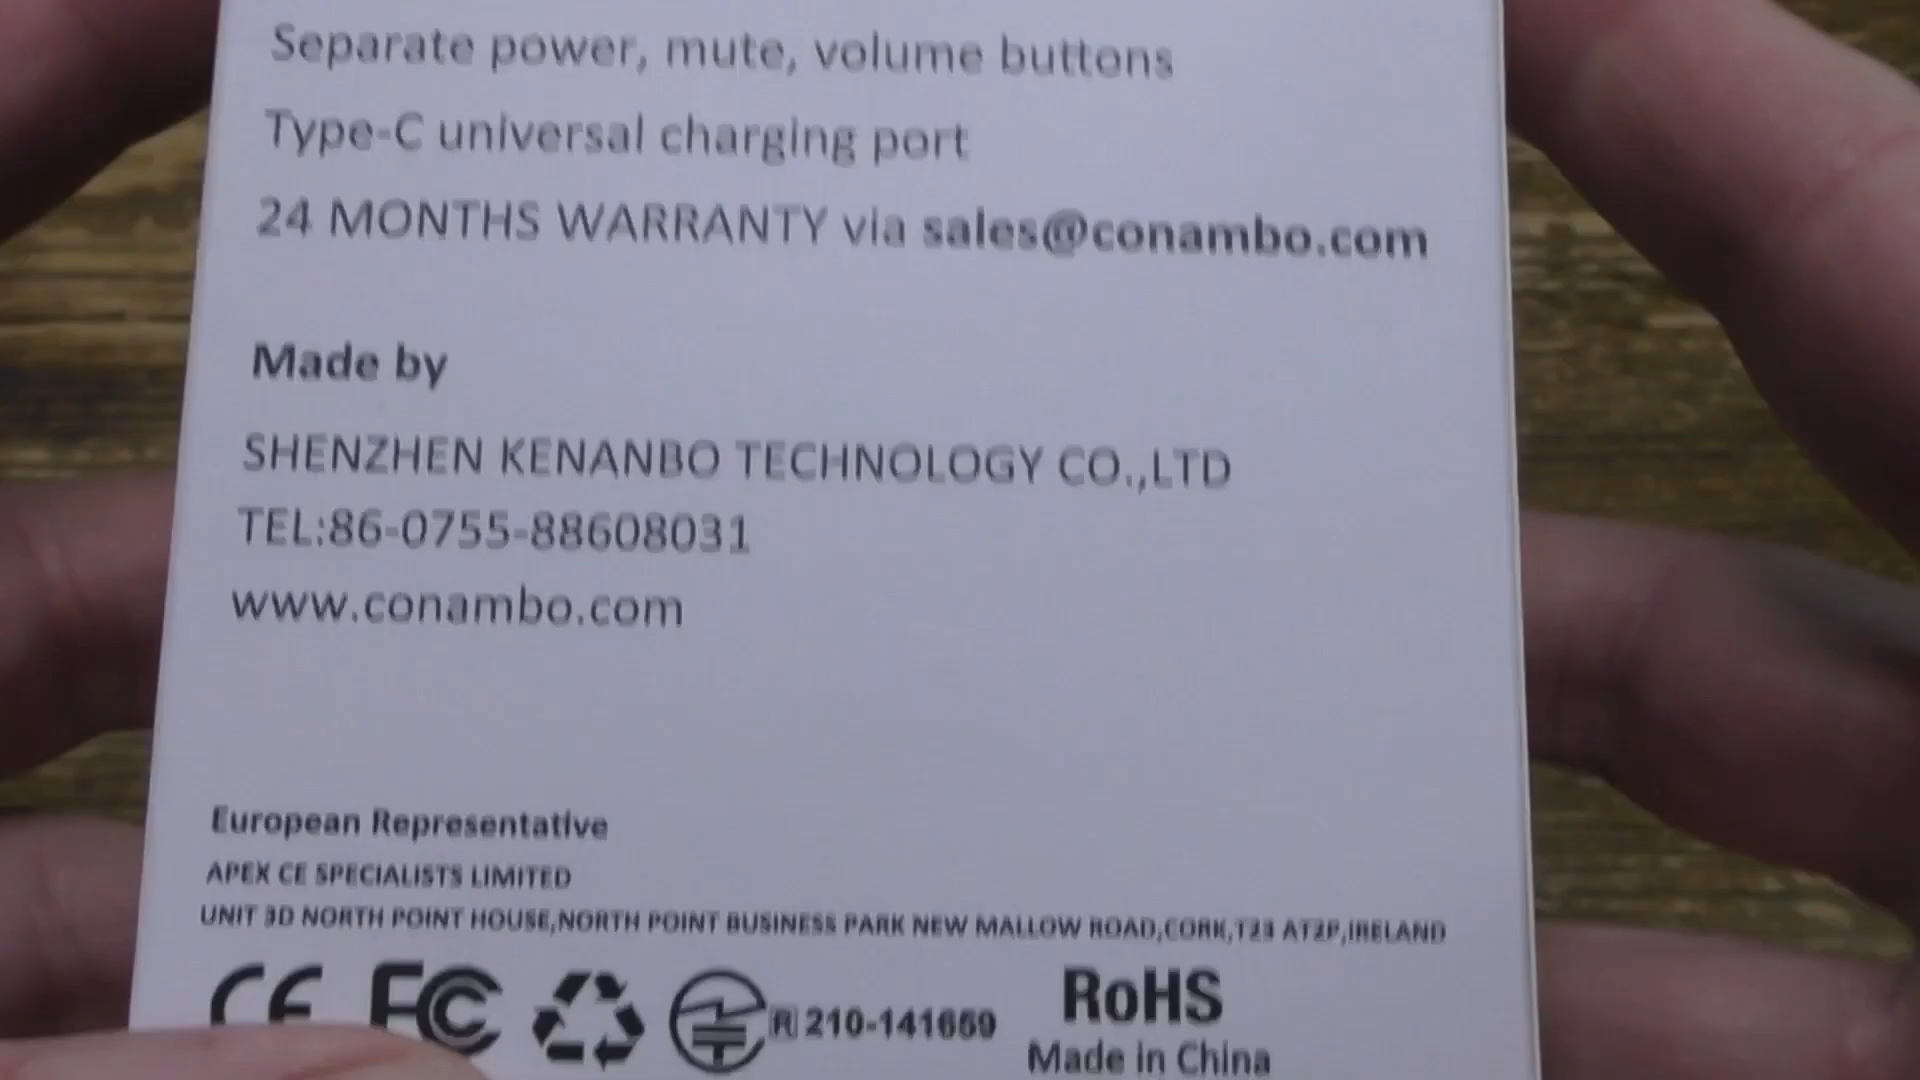 Separate power, mute, volume buttons
Type-C universal charging port
24 MONTHS WARRANTY via sales@conambo.com
Made by
SHENZHEN KENANBO TECHNOLOGY CO.,LTD
TEL:86-0755-88608031
www.conambo.com
European Representative
APEX CE SPECIALISTS LIMITED
UNIT 3D NORTH POINT HOUSE,NORTH POINT BUSINESS PARK NEW MALLOW ROAD,CORK,T23 AT2P,IRELAND
CE FC R 210-141659 RoHS
Made in China